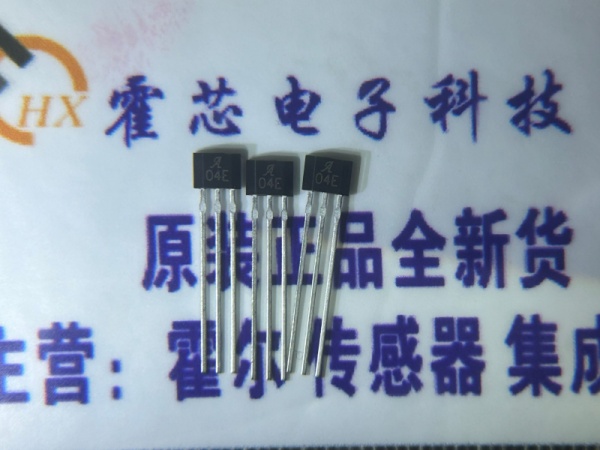 HX 霍芯电子科技
A A A
04E 04E 04E
原装正品全新货
主营：霍尔传感器 集成